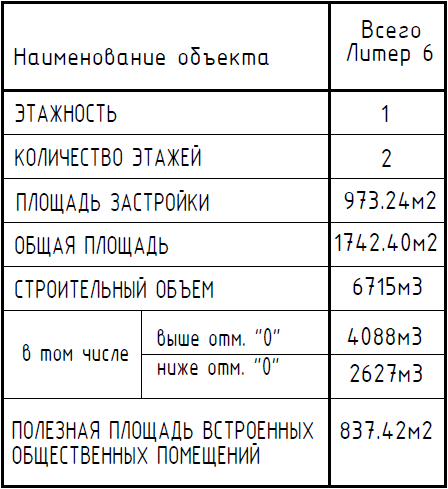 Наименование объекта
Всего
Литер 6
ЭТАЖНОСТЬ 1
КОЛИЧЕСТВО ЭТАЖЕЙ 2
ПЛОЩАДЬ ЗАСТРОЙКИ 973.24м2
ОБЩАЯ ПЛОЩАДЬ 1742.40м2
СТРОИТЕЛЬНЫЙ ОБЪЕМ 6715м3
в том числе
выше отм. "0" 4088м3
ниже отм. "0" 2627м3
ПОЛЕЗНАЯ ПЛОЩАДЬ ВСТРОЕННЫХ 837.42м2
ОБЩЕСТВЕННЫХ ПОМЕЩЕНИЙ